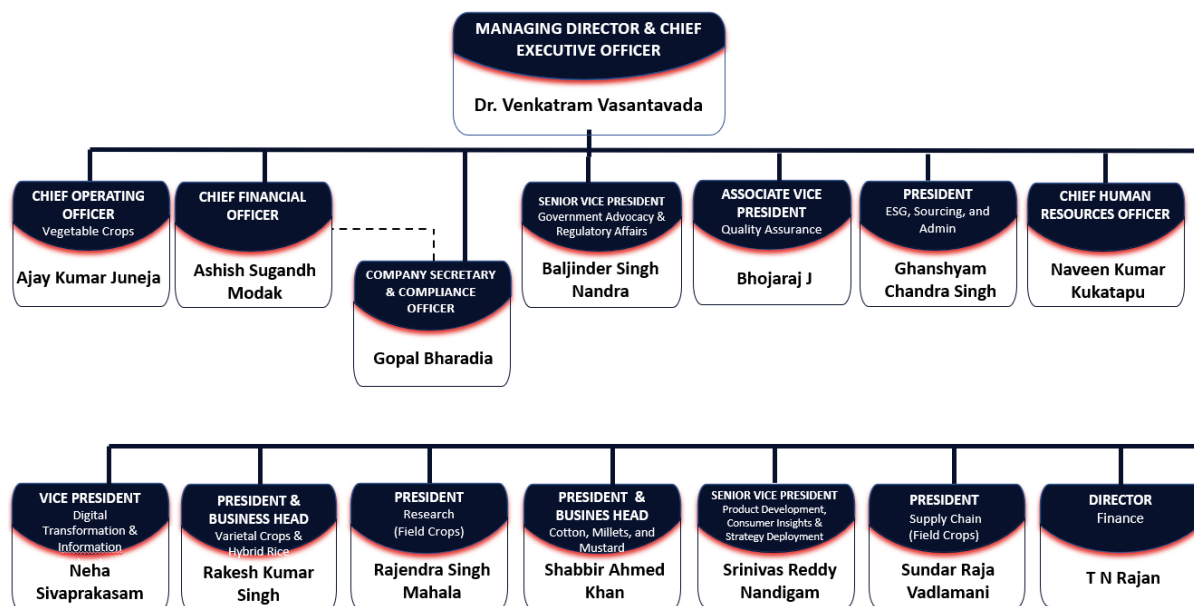 MANAGING DIRECTOR & CHIEF
EXECUTIVE OFFICER
Dr. Venkatram Vasantavada
CHIEF OPERATING
OFFICER
Vegetable Crops
Ajay Kumar Juneja
CHIEF FINANCIAL
OFFICER
Ashish Sugandh
Modak
COMPANY SECRETARY
& COMPLIANCE
OFFICER
Gopal Bharadia
SENIOR VICE PRESIDENT
Government Advocacy &
Regulatory Affairs
Baljinder Singh
Nandra
ASSOCIATE VICE
PRESIDENT
Quality Assurance
Bhojaraj J
PRESIDENT
ESG, Sourcing, and
Admin
Ghanshyam
Chandra Singh
CHIEF HUMAN
RESOURCES OFFICER
Naveen Kumar
Kukatapu
VICE PRESIDENT
Digital
Transformation &
Information
Neha
Sivaprakasam
PRESIDENT &
BUSINESS HEAD
Varietal Crops &
Hybrid Rice
Rakesh Kumar
Singh
PRESIDENT
Research
(Field Crops)
Rajendra Singh
Mahala
PRESIDENT &
BUSINES HEAD
Cotton, Millets, and
Mustard
Shabbir Ahmed
Khan
SENIOR VICE PRESIDENT
Product Development,
Consumer Insights &
Strategy Deployment
Srinivas Reddy
Nandigam
PRESIDENT
Supply Chain
(Field Crops)
Sundar Raja
Vadlamani
DIRECTOR
Finance
T N Rajan